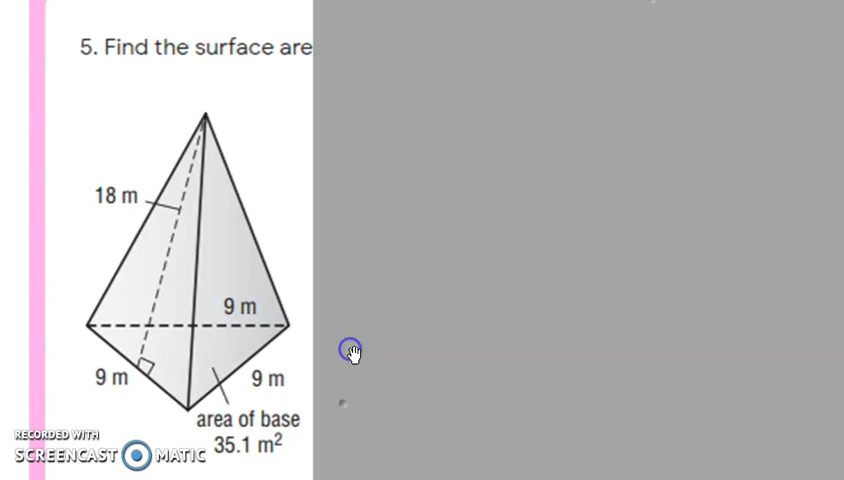 5. Find the surface are
18 m
9 m
9 m
9 m
area of base
35.1 m²
RECORDED WITH
SCREENCAST MATIC